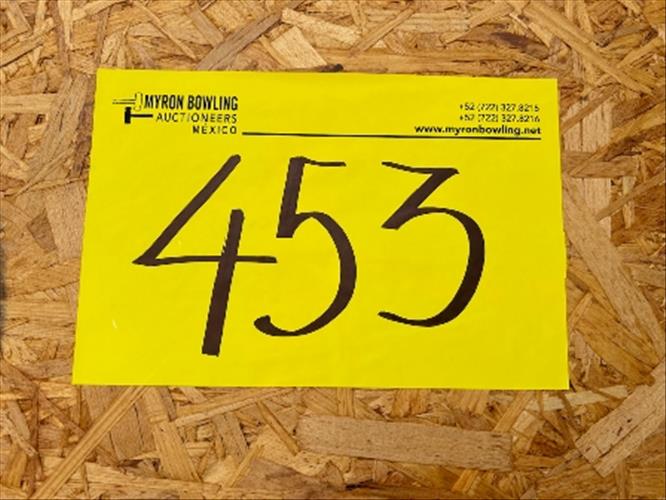 MYRON BOWLING
AUCTIONEERS
MÉXICO
+52 (722) 327.8215
+52 (722) 327.8216
www.myronbowling.net
453